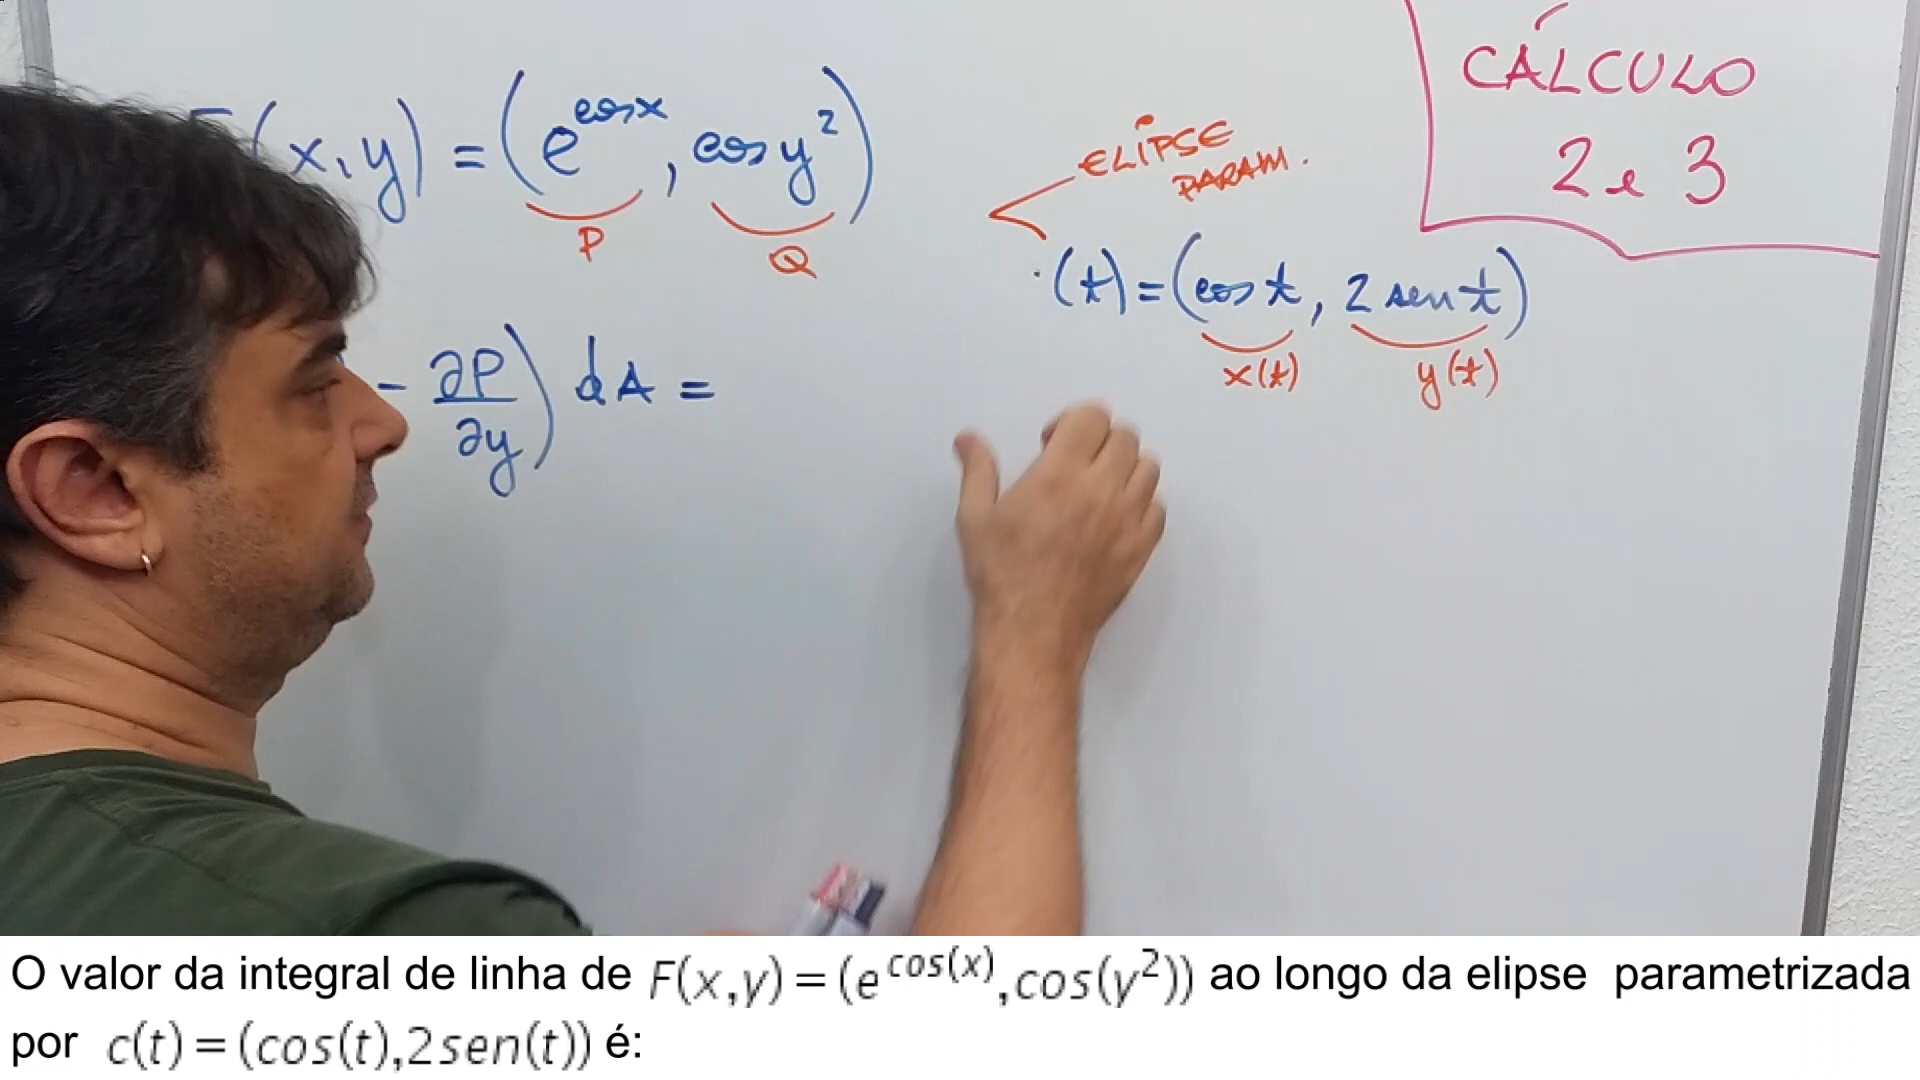 CÁLCULO
2 e 3
(x,y) = (e^cosx, cos y²)
P
Q
ELIPSE
PARAM.
(t) = (cos t, 2 sen t)
x(t)
y(t)
- ∂P/∂y) dA =
O valor da integral de linha de F(x,y) = (e^cos(x),cos(y²)) ao longo da elipse parametrizada
por c(t) = (cos(t),2sen(t)) é: